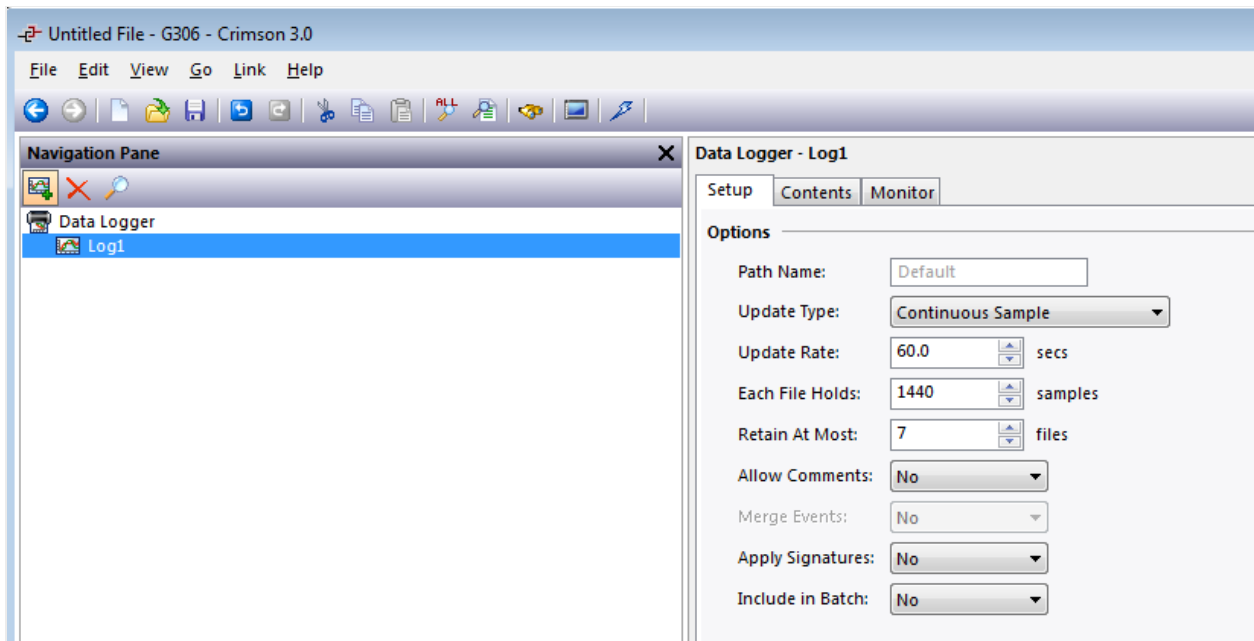 Untitled File - G306 - Crimson 3.0
File Edit View Go Link Help
ALL
Navigation Pane
Data Logger
Log1
Data Logger - Log1
Setup Contents Monitor
Options
Path Name: Default
Update Type: Continuous Sample
Update Rate: 60.0 secs
Each File Holds: 1440 samples
Retain At Most: 7 files
Allow Comments: No
Merge Events: No
Apply Signatures: No
Include in Batch: No